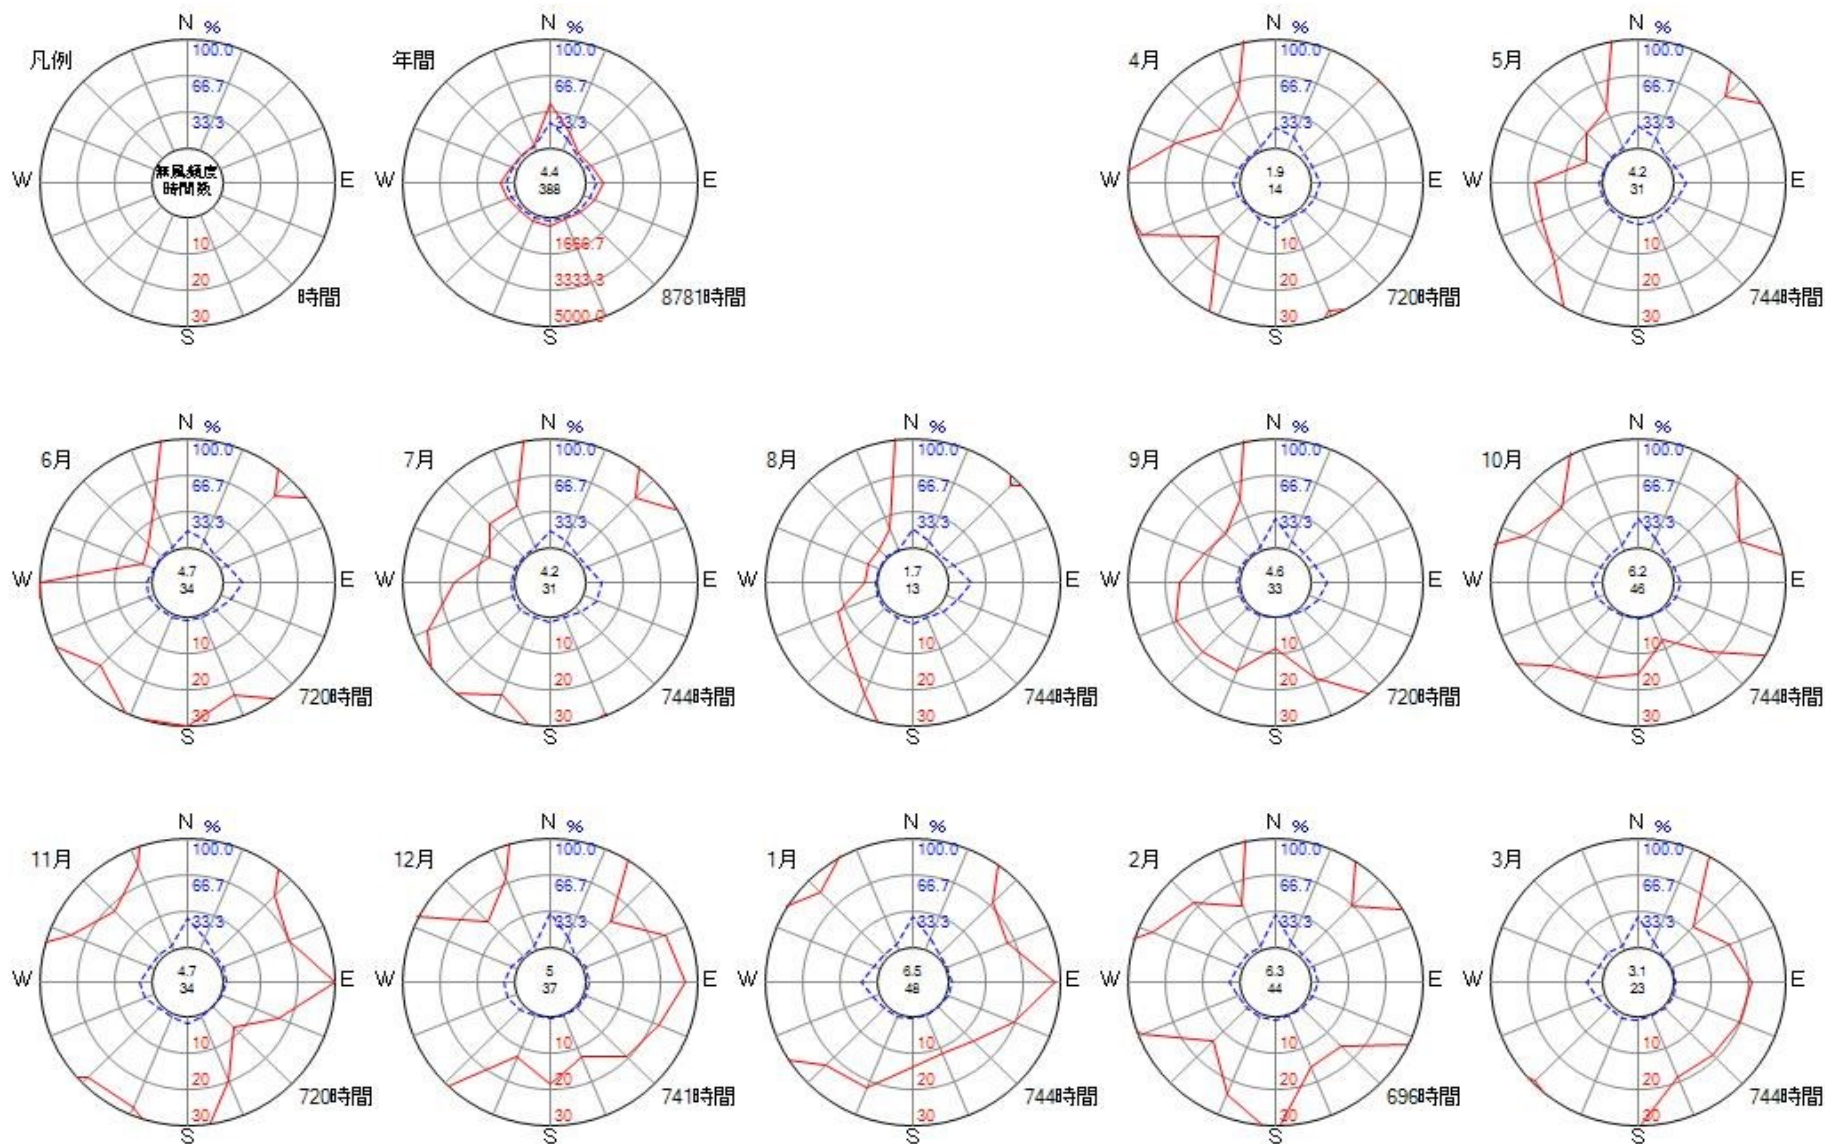 凡例
N %
100.0
66.7
33.3
W
無風頻度
時間数
E
10
20
30
S
時間
年間
N %
100.0
66.7
33.3
W
4.4
388
E
1666.7
3333.3
5000.0
S
8781時間
4月
N %
100.0
66.7
33.3
W
1.9
14
E
10
20
30
S
720時間
5月
N %
100.0
66.7
33.3
W
4.2
31
E
10
20
30
S
744時間
6月
N %
100.0
66.7
33.3
W
4.7
34
E
10
20
30
S
720時間
7月
N %
100.0
66.7
33.3
W
4.2
31
E
10
20
30
S
744時間
8月
N %
100.0
66.7
33.3
W
1.7
13
E
10
20
30
S
744時間
9月
N %
100.0
66.7
33.3
W
4.6
33
E
10
20
30
S
720時間
10月
N %
100.0
66.7
33.3
W
6.2
46
E
10
20
30
S
744時間
11月
N %
100.0
66.7
33.3
W
4.7
34
E
10
20
30
S
720時間
12月
N %
100.0
66.7
33.3
W
5
37
E
10
20
30
S
741時間
1月
N %
100.0
66.7
33.3
W
6.5
48
E
10
20
30
S
744時間
2月
N %
100.0
66.7
33.3
W
6.3
44
E
10
20
30
S
696時間
3月
N %
100.0
66.7
33.3
W
3.1
23
E
10
20
30
S
744時間